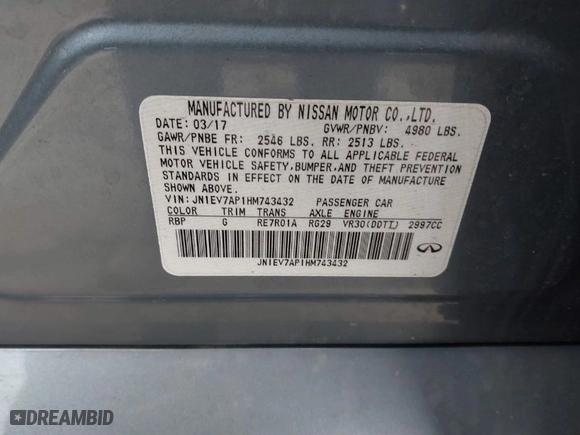 MANUFACTURED BY NISSAN MOTOR CO.,LTD.
DATE: 03/17 GVWR/PNBV: 4980 LBS.
GAWR/PNBE FR: 2546 LBS. RR: 2513 LBS.
THIS VEHICLE CONFORMS TO ALL APPLICABLE FEDERAL
MOTOR VEHICLE SAFETY, BUMPER, AND THEFT PREVENTION
STANDARDS IN EFFECT ON THE DATE OF MANUFACTURE
SHOWN ABOVE.
VIN: JN1EV7AP1HM743432 PASSENGER CAR
COLOR TRIM TRANS AXLE ENGINE
RBP G RE7R01A RG29 VR30(DDTT) 2997CC
JN1EV7AP1HM743432
DREAMBID